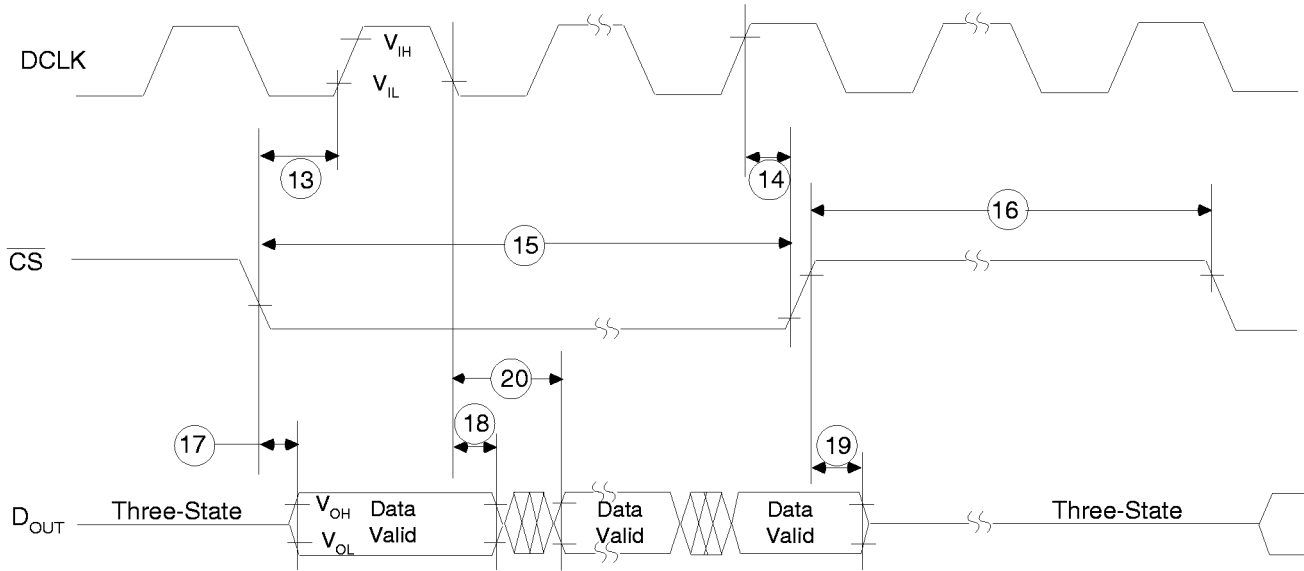 DCLK
V_IH
V_IL
13
14
16
15
CS
20
18
17
19
D_OUT
Three-State
V_OH
V_OL
Data
Valid
Data
Valid
Data
Valid
Three-State